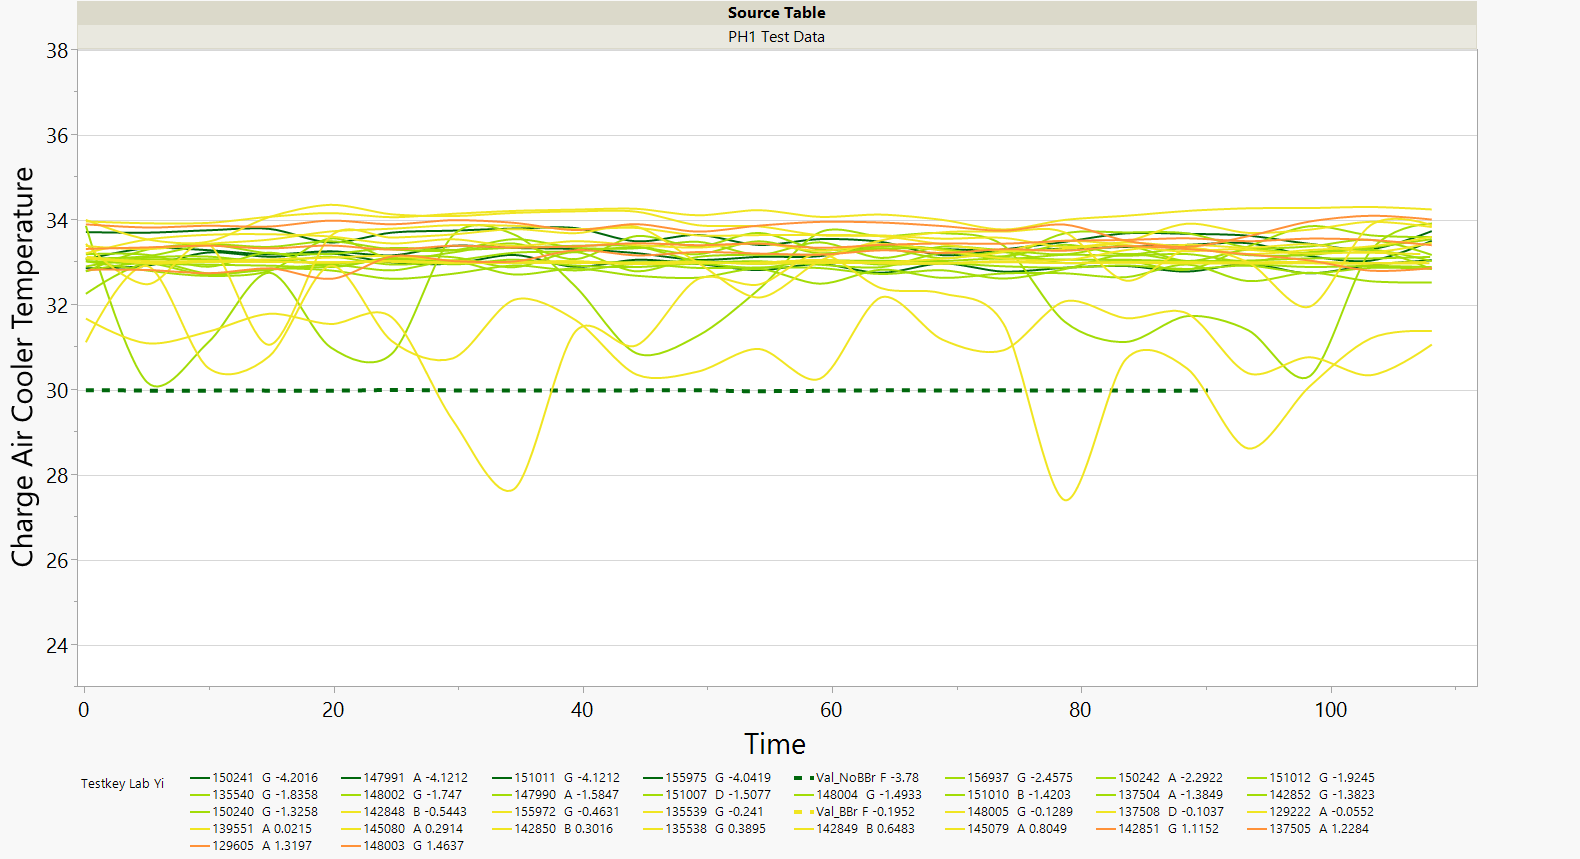 Source Table
PH1 Test Data
38
36
34
32
30
28
26
24
Charge Air Cooler Temperature
0 20 40 60 80 100
Time
Testkey Lab Yi
150241 G -4.2016 147991 A -4.1212 151011 G -4.1212 155975 G -4.0419 Val_NoBBr F -3.78 156937 G -2.4575 150242 A -2.2922 151012 G -1.9245
135540 G -1.8358 148002 G -1.747 147990 A -1.5847 151007 D -1.5077 148004 G -1.4933 151010 B -1.4203 137504 A -1.3849 142852 G -1.3823
150240 G -1.3258 142848 B -0.5443 155972 G -0.4631 135539 G -0.241 Val_BBr F -0.1952 148005 G -0.1289 137508 D -0.1037 129222 A -0.0552
139551 A 0.0215 145080 A 0.2914 142850 B 0.3016 135538 G 0.3895 142849 B 0.6483 145079 A 0.8049 142851 G 1.1152 137505 A 1.2284
129605 A 1.3197 148003 G 1.4637